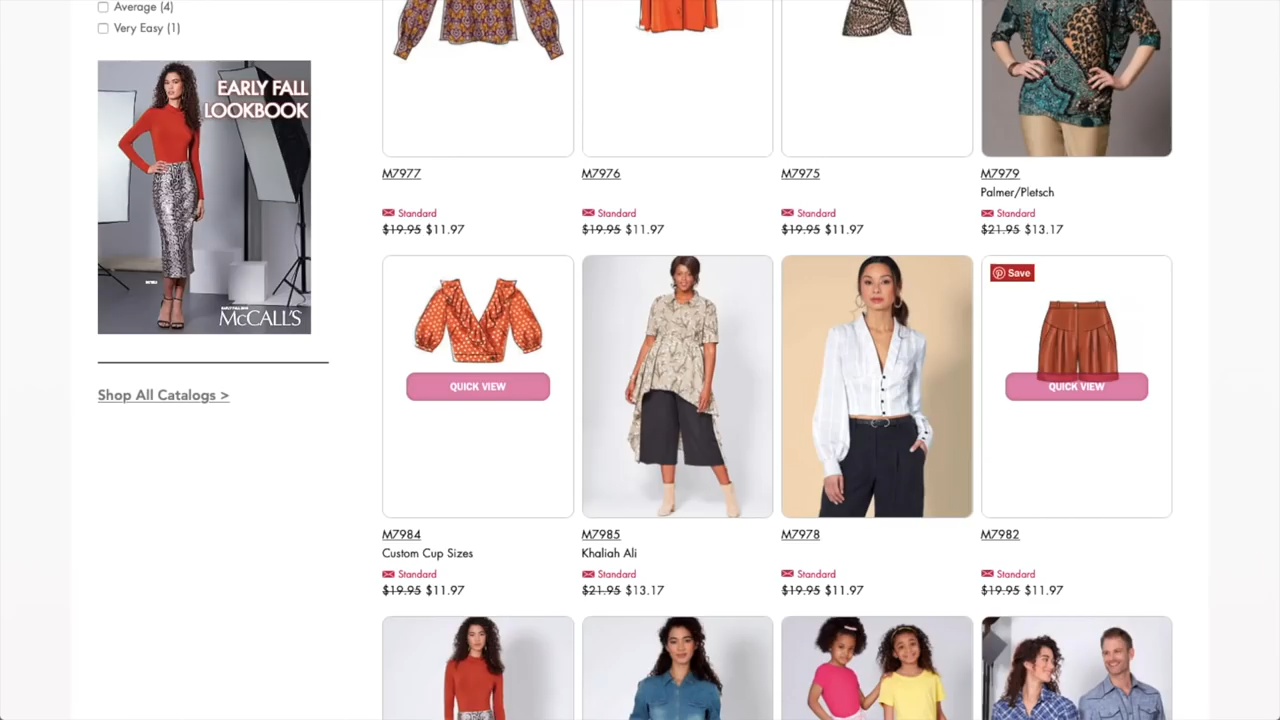 Average (4)
Very Easy (1)
EARLY FALL
LOOKBOOK
McCALL'S
Shop All Catalogs >
M7977
Standard
$19.95 $11.97
M7976
Standard
$19.95 $11.97
M7975
Standard
$19.95 $11.97
M7979
Palmer/Pletsch
Standard
$21.95 $13.17
QUICK VIEW
Save
QUICK VIEW
M7984
Custom Cup Sizes
Standard
$19.95 $11.97
M7985
Khaliah Ali
Standard
$21.95 $13.17
M7978
Standard
$19.95 $11.97
M7982
Standard
$19.95 $11.97